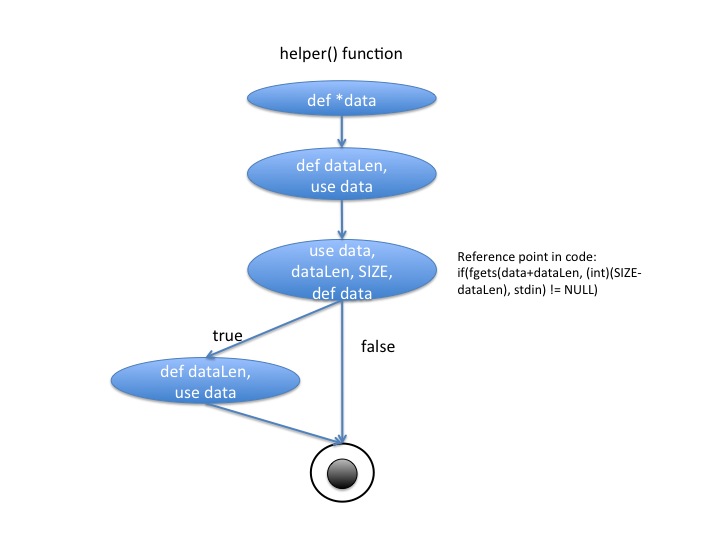 helper() function
def *data
def dataLen,
use data
use data,
dataLen, SIZE,
def data
Reference point in code:
if(fgets(data+dataLen, (int)(SIZE-
dataLen), stdin) != NULL)
true
false
def dataLen,
use data